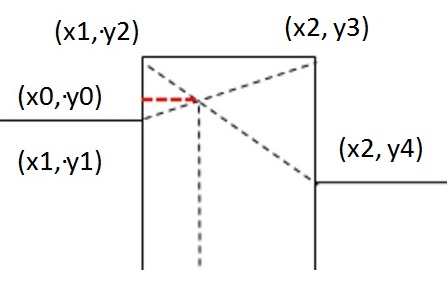 (x1, y2)
(x2, y3)
(x0, y0)
(x1, y1)
(x2, y4)